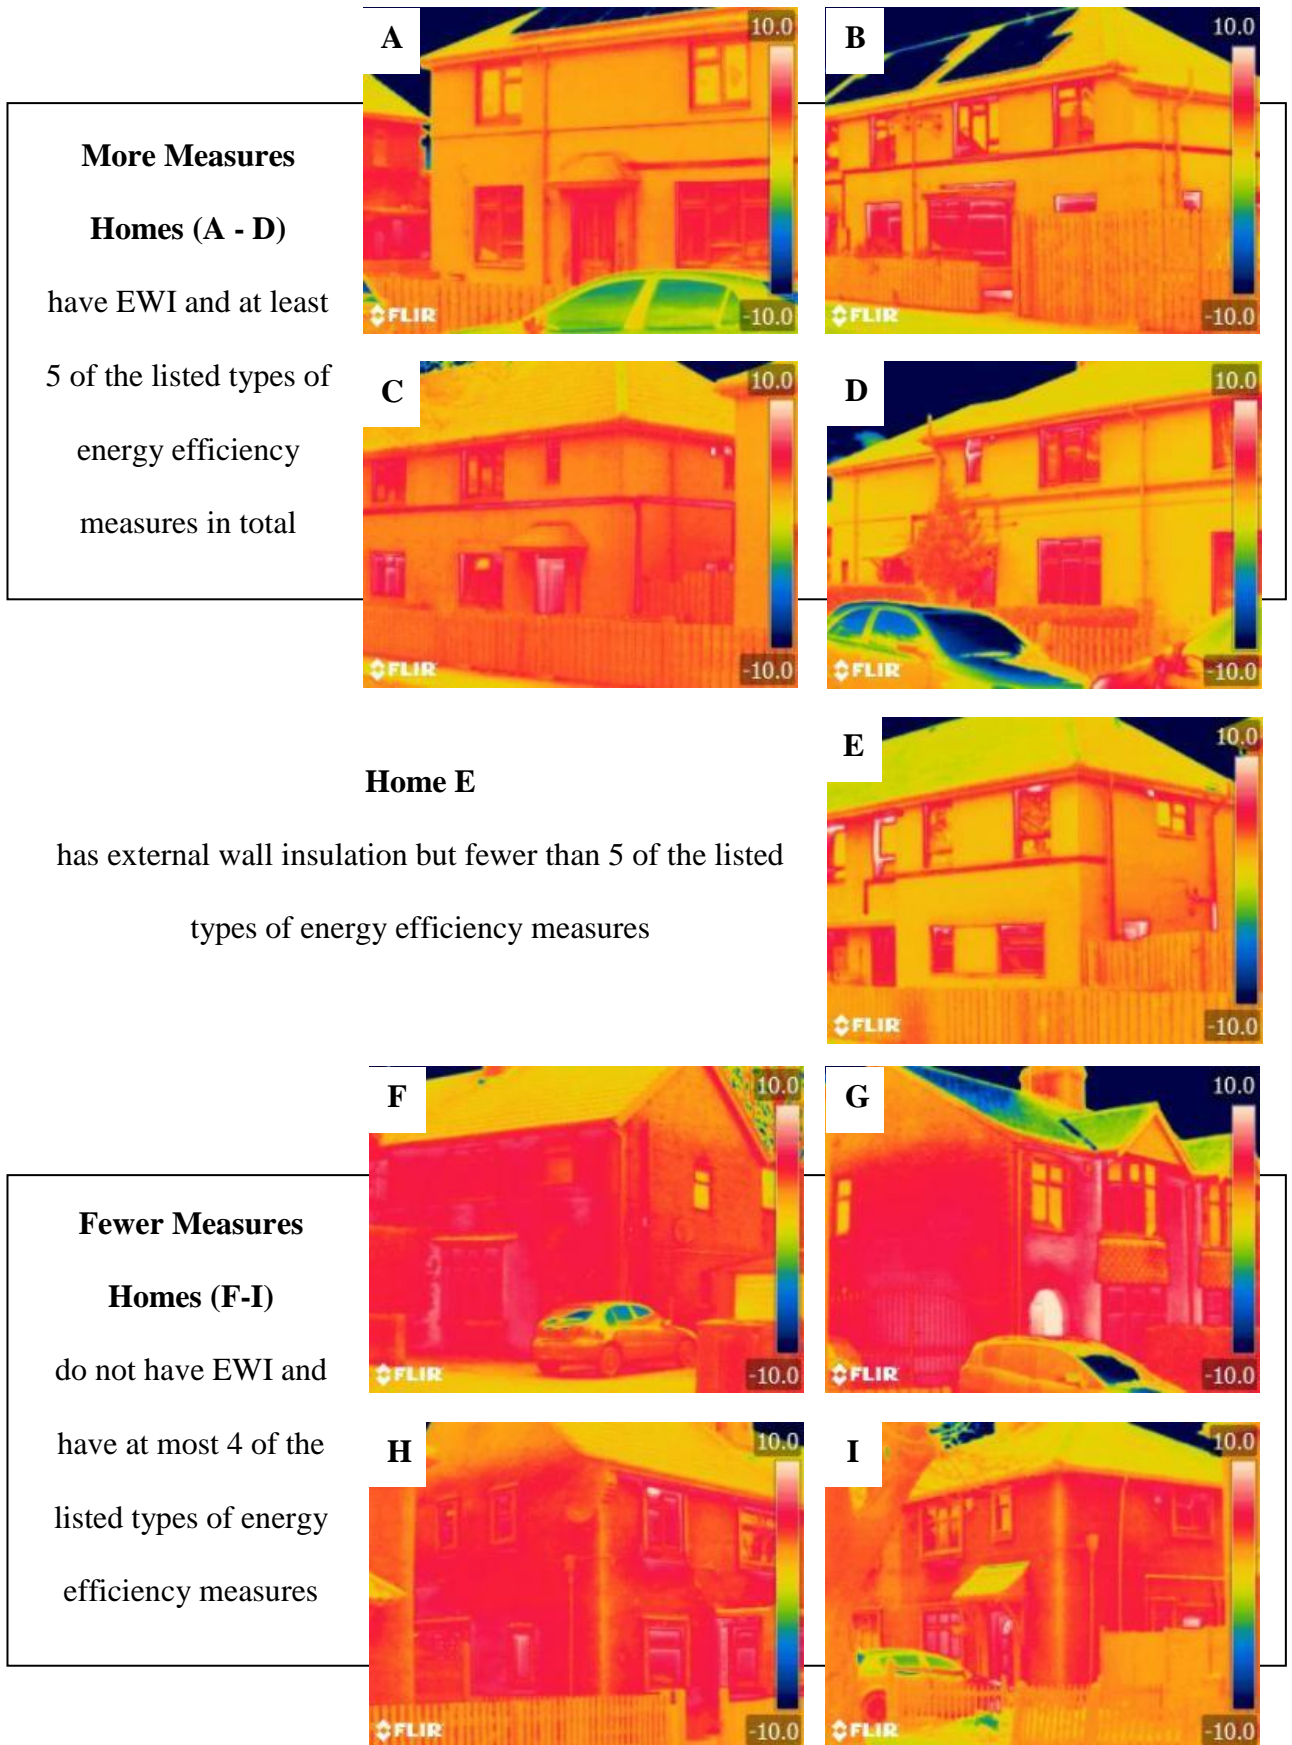 A
10.0
-10.0
FLIR
B
10.0
-10.0
FLIR
More Measures
Homes (A - D)
have EWI and at least
5 of the listed types of
energy efficiency
measures in total
C
10.0
-10.0
FLIR
D
10.0
-10.0
FLIR
Home E
has external wall insulation but fewer than 5 of the listed
types of energy efficiency measures
E
10.0
-10.0
FLIR
F
10.0
-10.0
FLIR
G
10.0
-10.0
FLIR
Fewer Measures
Homes (F-I)
do not have EWI and
have at most 4 of the
listed types of energy
efficiency measures
H
10.0
-10.0
FLIR
I
10.0
-10.0
FLIR